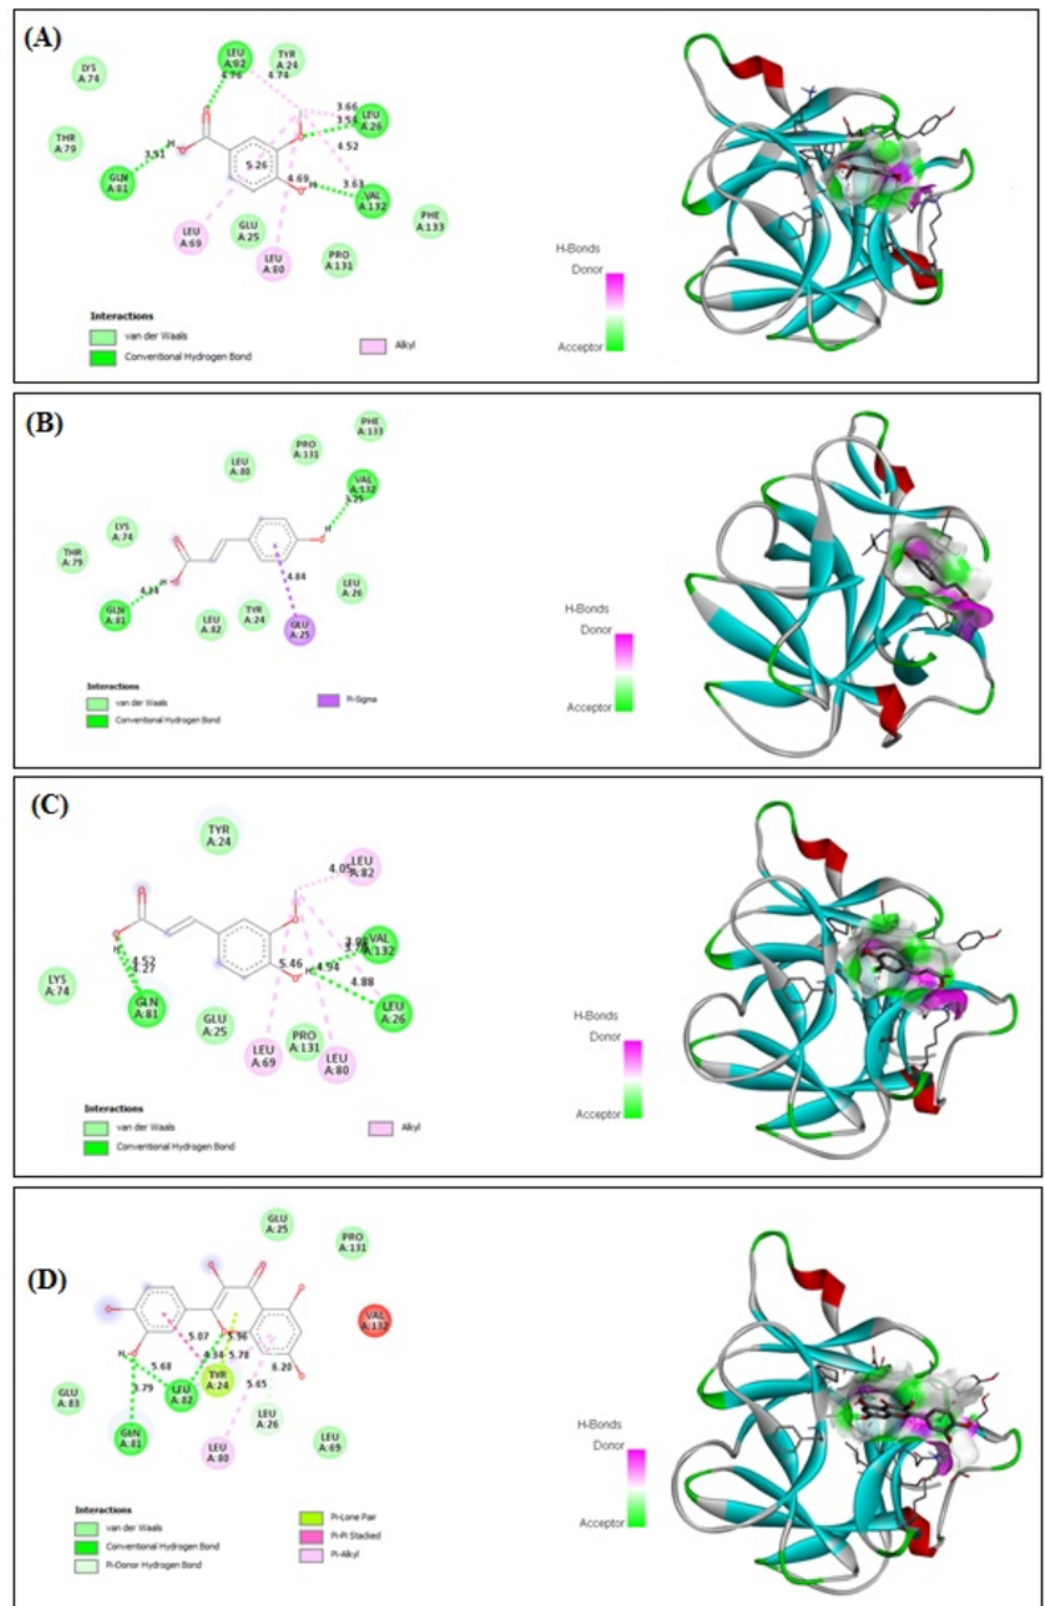 (A)
LYS
A:74
LEU
A:82
4.76
TYR
A:24
4.74
3.66
LEU
A:26
4.52
THR
A:79
3.51
GLN
A:81
5.26
4.69
H
3.63
VAL
A:132
LEU
A:69
GLU
A:25
LEU
A:80
PRO
A:131
PHE
A:133
Interactions
van der Waals
Conventional Hydrogen Bond
Alkyl
H-Bonds
Donor
Acceptor
(B)
PHE
A:133
PRO
A:131
LEU
A:80
VAL
A:132
3.25
H
LYS
A:74
THR
A:79
GLN
A:81
LEU
A:82
TYR
A:24
4.84
GLU
A:25
LEU
A:26
Interactions
van der Waals
Conventional Hydrogen Bond
Pi-Sigma
H-Bonds
Donor
Acceptor
(C)
TYR
A:24
4.05
LEU
A:82
VAL
A:132
H
4.52
4.27
5.46
H
4.94
4.88
LYS
A:74
GLN
A:81
GLU
A:25
LEU
A:69
PRO
A:131
LEU
A:80
LEU
A:26
Interactions
van der Waals
Conventional Hydrogen Bond
Alkyl
H-Bonds
Donor
Acceptor
(D)
GLU
A:25
PRO
A:131
VAL
A:132
5.07
5.96
4.34
5.78
H
5.68
3.79
5.65
6.20
GLU
A:83
GLN
A:81
LEU
A:82
TYR
A:24
LEU
A:80
LEU
A:26
LEU
A:69
Interactions
van der Waals
Conventional Hydrogen Bond
Pi-Donor Hydrogen Bond
Pi-Lone Pair
Pi-Pi Stacked
Pi-Alkyl
H-Bonds
Donor
Acceptor